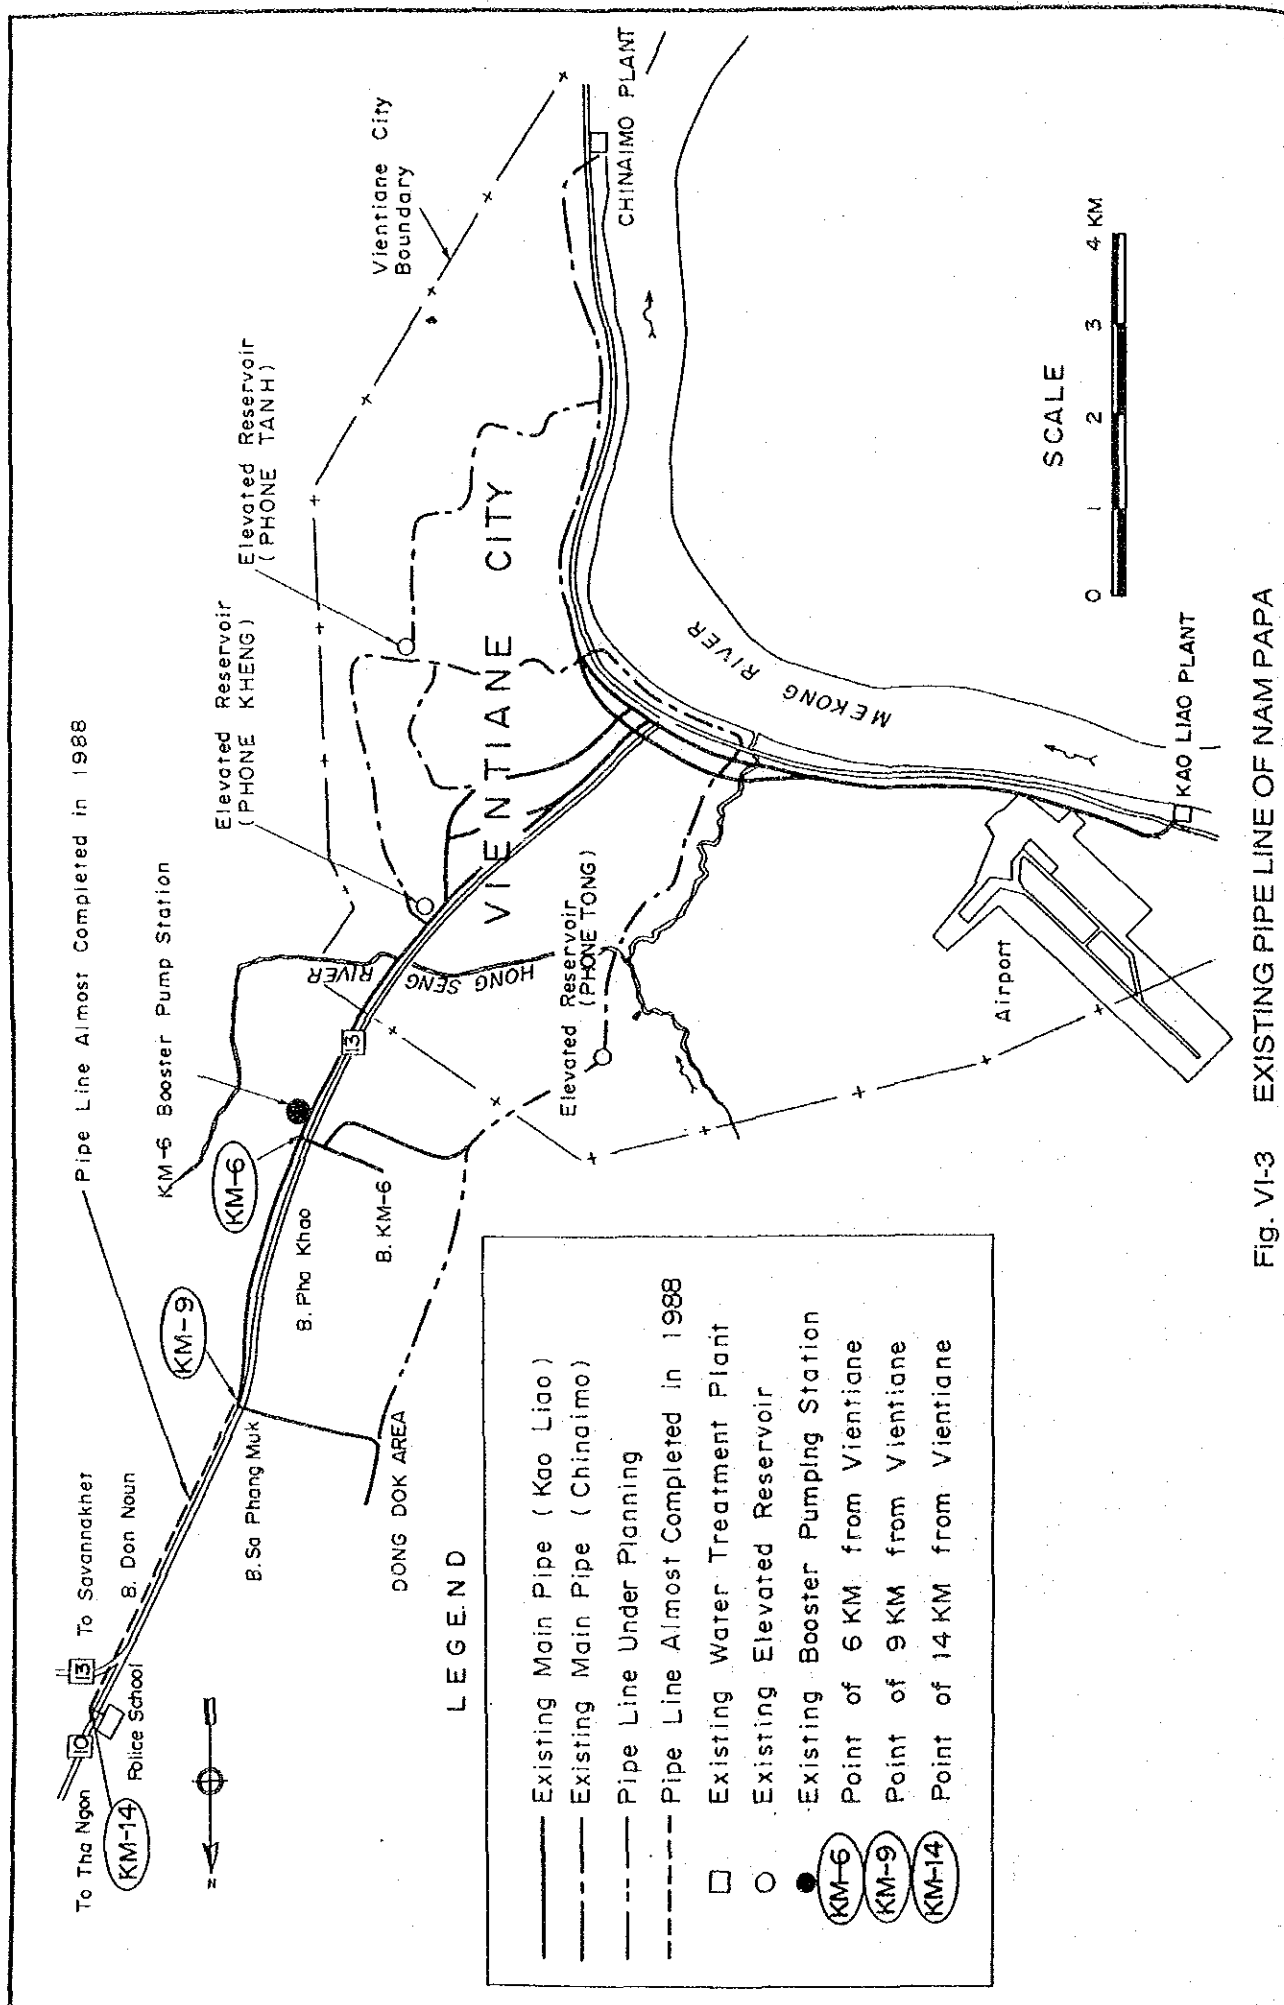 To Tha Ngon
10
13
To Savannakhet
KM-14
Police School
B. Don Noun
Pipe Line Almost Completed in 1988
KM-9
B. Sa Phang Muk
KM-6 Booster Pump Station
KM-6
B. Pha Khao
B. KM-6
DONG DOK AREA
13
HONG SENG RIVER
Elevated Reservoir
(PHONE KHENG)
Elevated Reservoir
(PHONE TANH)
Vientiane City
Boundary
VIENTIANE CITY
Elevated Reservoir
(PHONE TONG)
Airport
MEKONG RIVER
CHINAIMO PLANT
KAO LIAO PLANT
SCALE
0 1 2 3 4 KM
N
LEGEND
Existing Main Pipe ( Kao Liao )
Existing Main Pipe ( Chinaimo )
Pipe Line Under Planning
Pipe Line Almost Completed in 1988
Existing Water Treatment Plant
Existing Elevated Reservoir
Existing Booster Pumping Station
KM-6 Point of 6 KM from Vientiane
KM-9 Point of 9 KM from Vientiane
KM-14 Point of 14 KM from Vientiane
Fig. VI-3 EXISTING PIPE LINE OF NAM PAPA